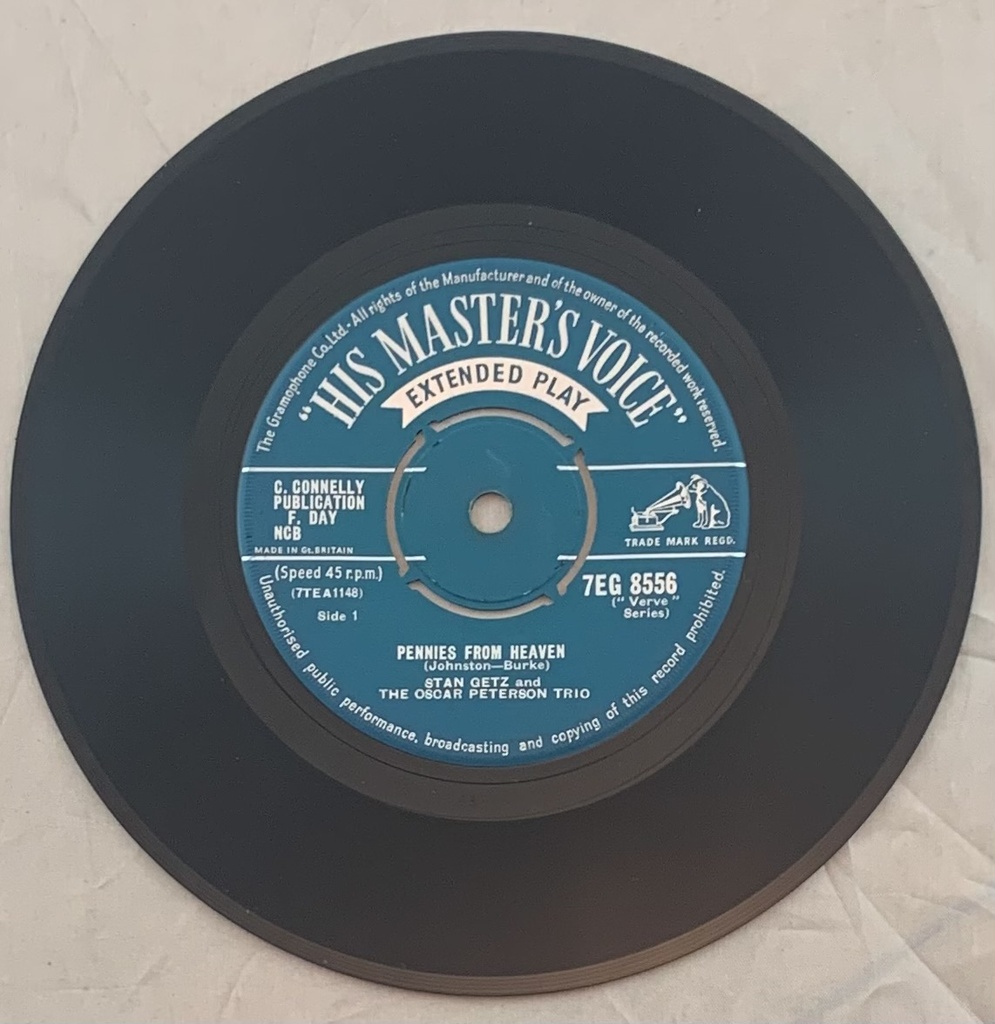 The Gramophone Co. Ltd. - All rights of the Manufacturer and of the owner of the recorded work reserved.
"HIS MASTER'S VOICE"
EXTENDED PLAY
C. CONNELLY
PUBLICATION
F. DAY
NCB
MADE IN Gt. BRITAIN
TRADE MARK REGD.
(Speed 45 r.p.m.)
(7TEA1148)
Side 1
7EG 8556
("Verve"
Series)
PENNIES FROM HEAVEN
(Johnston—Burke)
STAN GETZ and
THE OSCAR PETERSON TRIO
Unauthorised public performance, broadcasting and copying of this record prohibited.